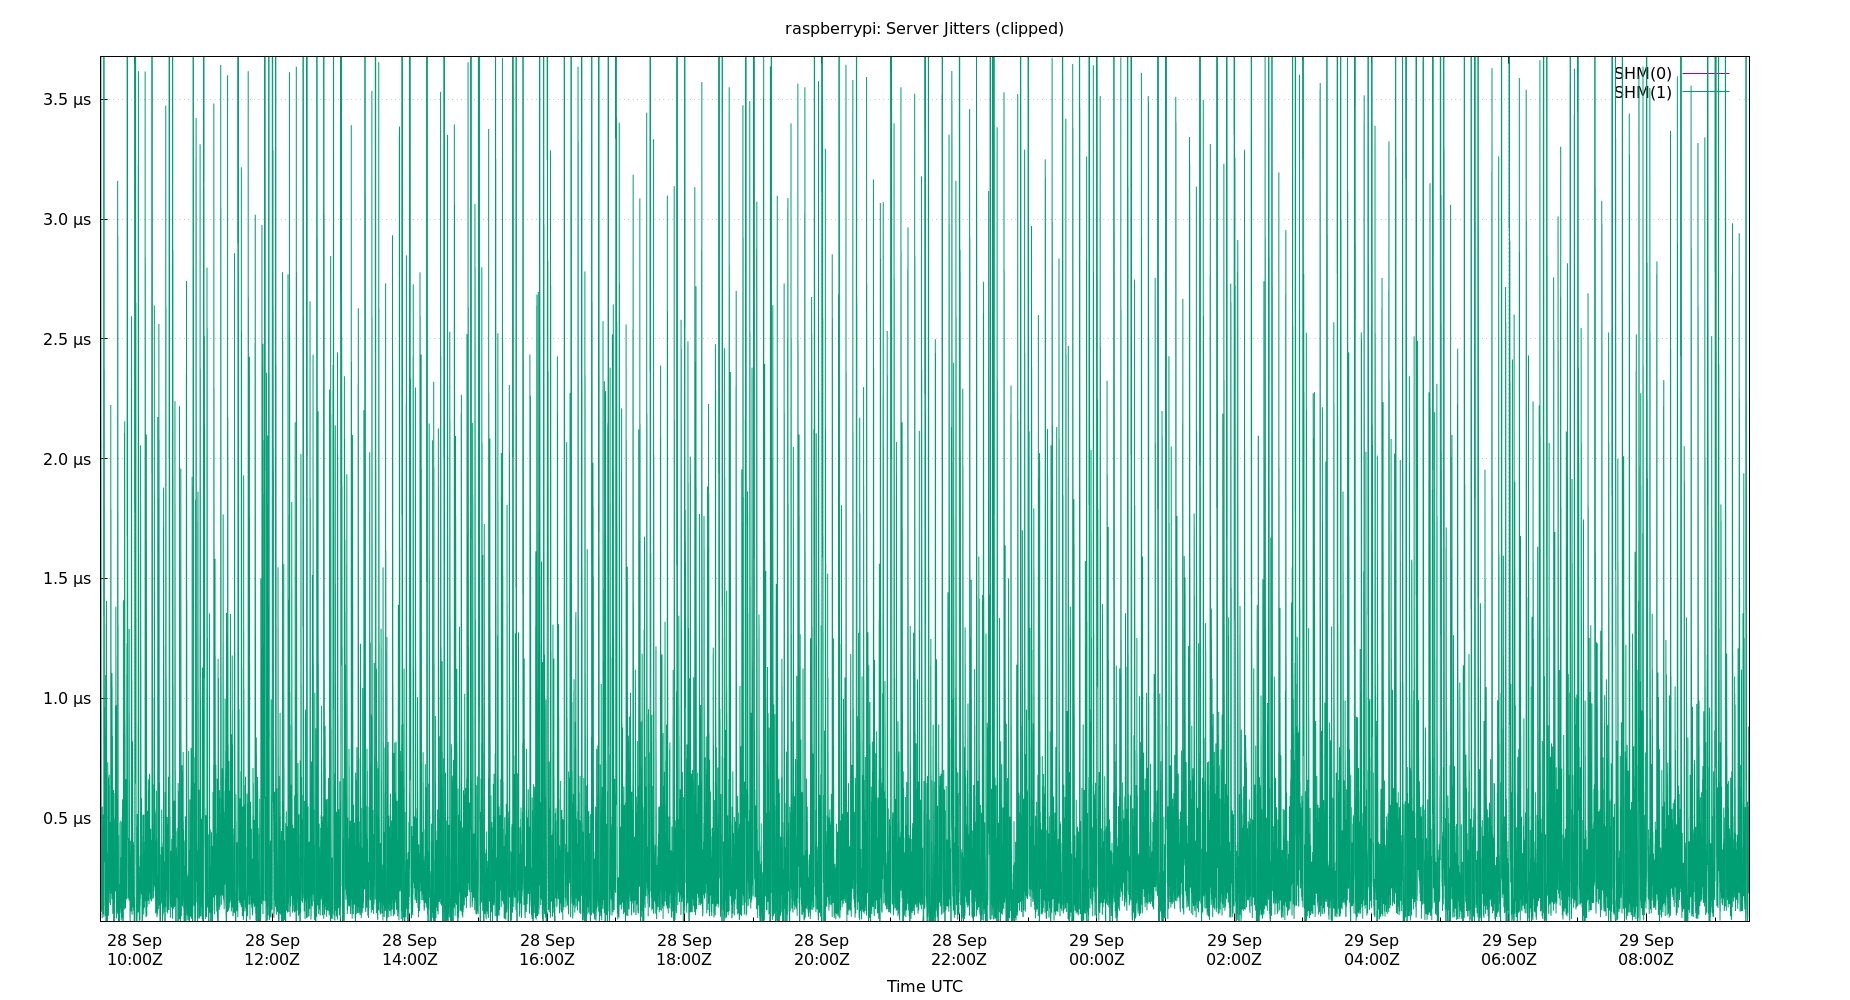 raspberrypi: Server Jitters (clipped)
SHM(0)
SHM(1)
3.5 µs
3.0 µs
2.5 µs
2.0 µs
1.5 µs
1.0 µs
0.5 µs
28 Sep 28 Sep 28 Sep 28 Sep 28 Sep 28 Sep 28 Sep 29 Sep 29 Sep 29 Sep 29 Sep 29 Sep
10:00Z 12:00Z 14:00Z 16:00Z 18:00Z 20:00Z 22:00Z 00:00Z 02:00Z 04:00Z 06:00Z 08:00Z
Time UTC